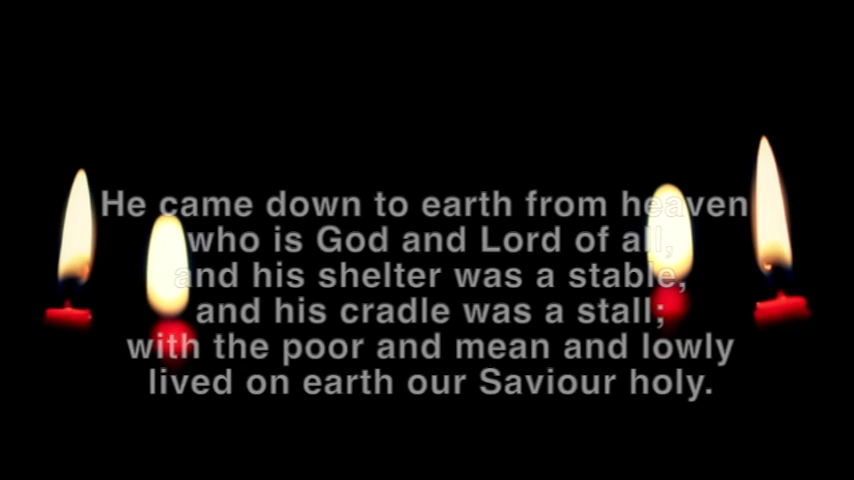 He came down to earth from heaven
who is God and Lord of all,
and his shelter was a stable,
and his cradle was a stall;
with the poor and mean and lowly
lived on earth our Saviour holy.